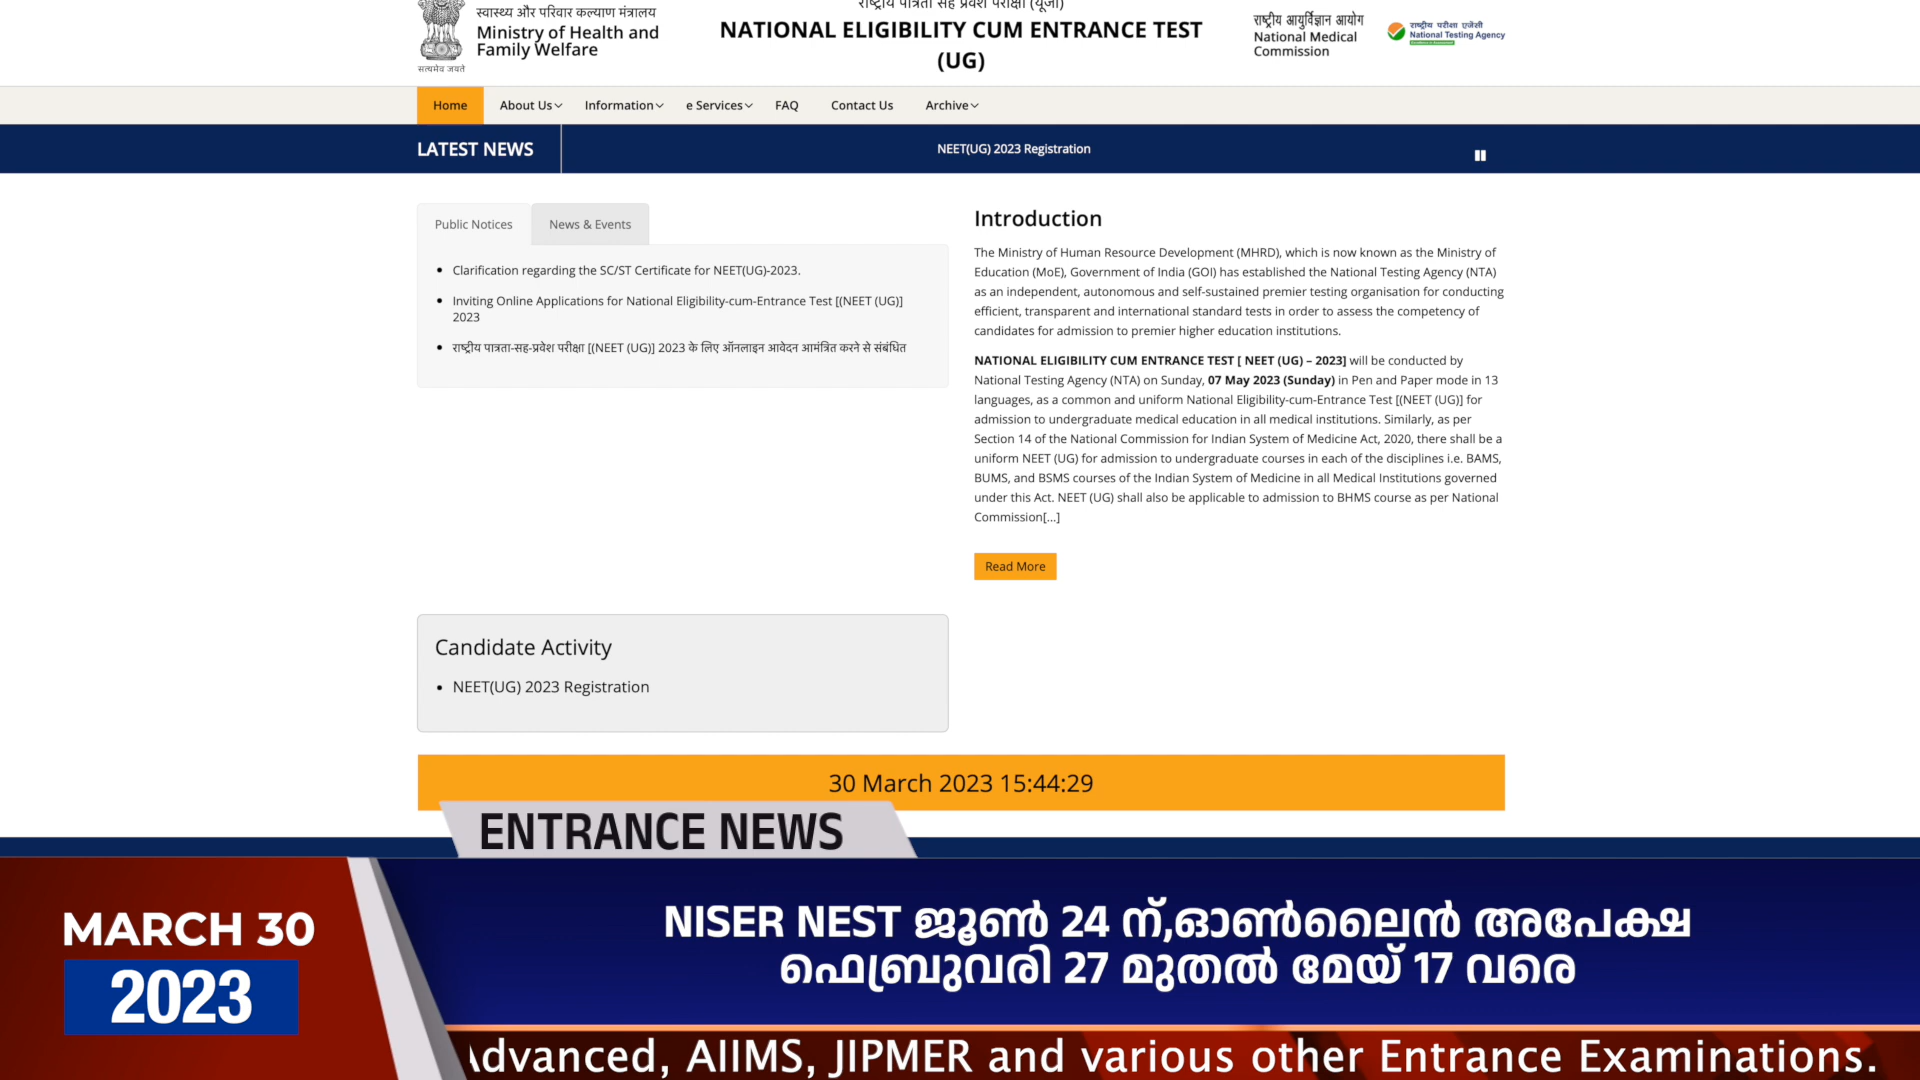 राष्ट्रीय पात्रता सह प्रवेश परीक्षा (यूजी)
स्वास्थ्य और परिवार कल्याण मंत्रालय
Ministry of Health and
Family Welfare
सत्यमेव जयते
NATIONAL ELIGIBILITY CUM ENTRANCE TEST
(UG)
राष्ट्रीय आयुर्विज्ञान आयोग
National Medical
Commission
राष्ट्रीय परीक्षा एजेंसी
National Testing Agency
Home About Us Information e Services FAQ Contact Us Archive
LATEST NEWS NEET(UG) 2023 Registration
Public Notices News & Events
Clarification regarding the SC/ST Certificate for NEET(UG)-2023.
Inviting Online Applications for National Eligibility-cum-Entrance Test [(NEET (UG)]
2023
राष्ट्रीय पात्रता-सह-प्रवेश परीक्षा [(NEET (UG)] 2023 के लिए ऑनलाइन आवेदन आमंत्रित करने से संबंधित
Introduction
The Ministry of Human Resource Development (MHRD), which is now known as the Ministry of
Education (MoE), Government of India (GOI) has established the National Testing Agency (NTA)
as an independent, autonomous and self-sustained premier testing organisation for conducting
efficient, transparent and international standard tests in order to assess the competency of
candidates for admission to premier higher education institutions.
NATIONAL ELIGIBILITY CUM ENTRANCE TEST [ NEET (UG) – 2023] will be conducted by
National Testing Agency (NTA) on Sunday, 07 May 2023 (Sunday) in Pen and Paper mode in 13
languages, as a common and uniform National Eligibility-cum-Entrance Test [(NEET (UG)] for
admission to undergraduate medical education in all medical institutions. Similarly, as per
Section 14 of the National Commission for Indian System of Medicine Act, 2020, there shall be a
uniform NEET (UG) for admission to undergraduate courses in each of the disciplines i.e. BAMS,
BUMS, and BSMS courses of the Indian System of Medicine in all Medical Institutions governed
under this Act. NEET (UG) shall also be applicable to admission to BHMS course as per National
Commission[...]
Read More
Candidate Activity
NEET(UG) 2023 Registration
30 March 2023 15:44:29
ENTRANCE NEWS
MARCH 30
2023
NISER NEST ജൂൺ 24 ന്,ഓൺലൈൻ അപേക്ഷ
ഫെബ്രുവരി 27 മുതൽ മേയ് 17 വരെ
Advanced, AIIMS, JIPMER and various other Entrance Examinations.